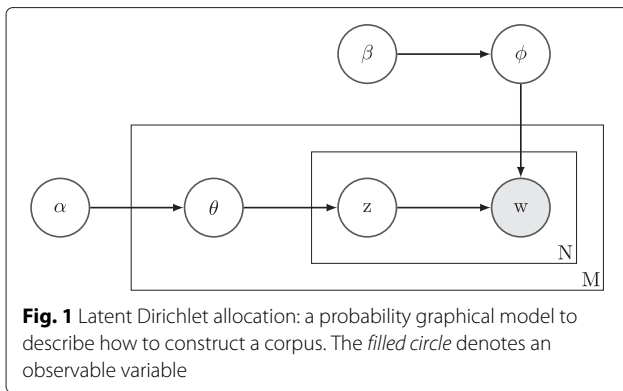 β
ϕ
α
θ
z
w
N
M
Fig. 1 Latent Dirichlet allocation: a probability graphical model to
describe how to construct a corpus. The filled circle denotes an
observable variable